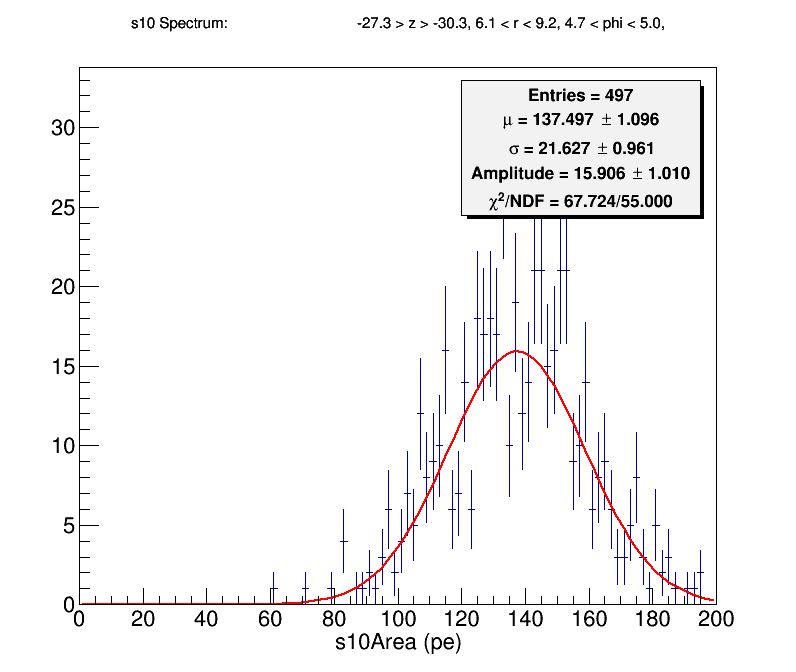 s10 Spectrum: -27.3 > z > -30.3, 6.1 < r < 9.2, 4.7 < phi < 5.0,
Entries = 497
μ = 137.497 ± 1.096
σ = 21.627 ± 0.961
Amplitude = 15.906 ± 1.010
χ²/NDF = 67.724/55.000
30
25
20
15
10
5
0
0 20 40 60 80 100 120 140 160 180 200
s10Area (pe)